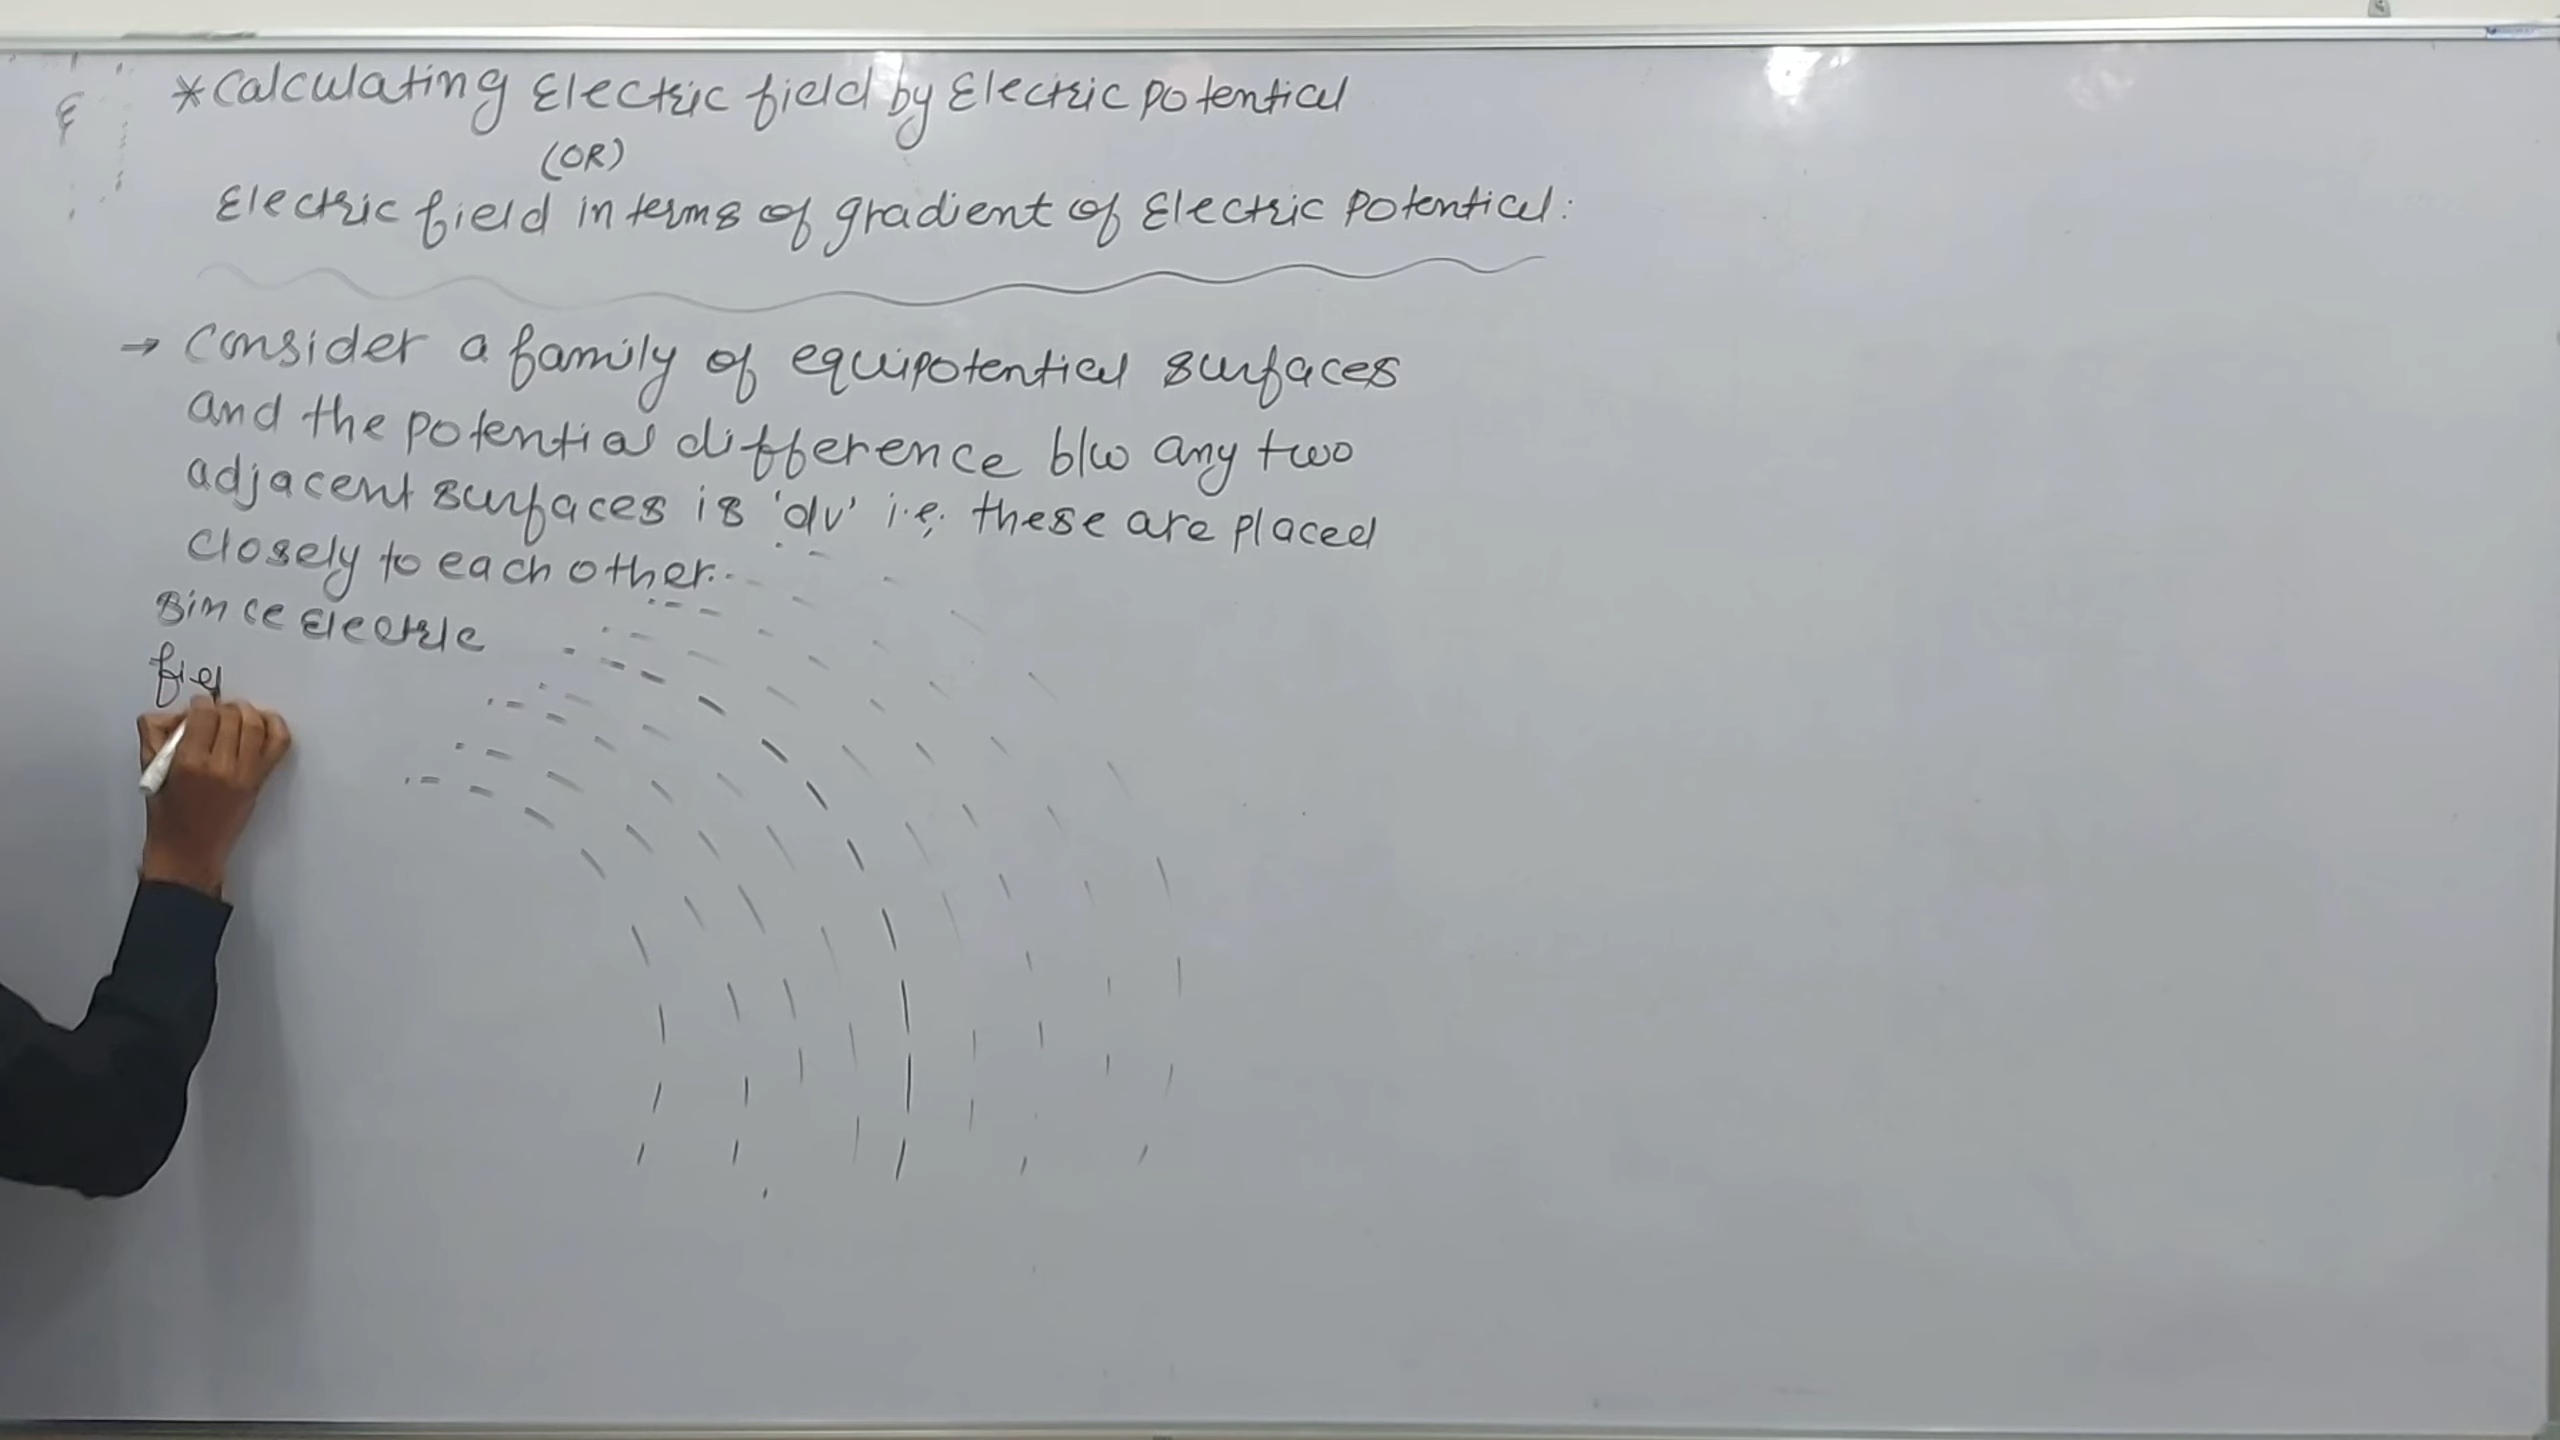 *Calculating Electric field by Electric potential
(OR)
Electric field in terms of gradient of Electric potential:
→ Consider a family of equipotential surfaces
and the potential difference b/w any two
adjacent surfaces is 'dv' i.e; these are placed
closely to each other.
Since Electric
fiel